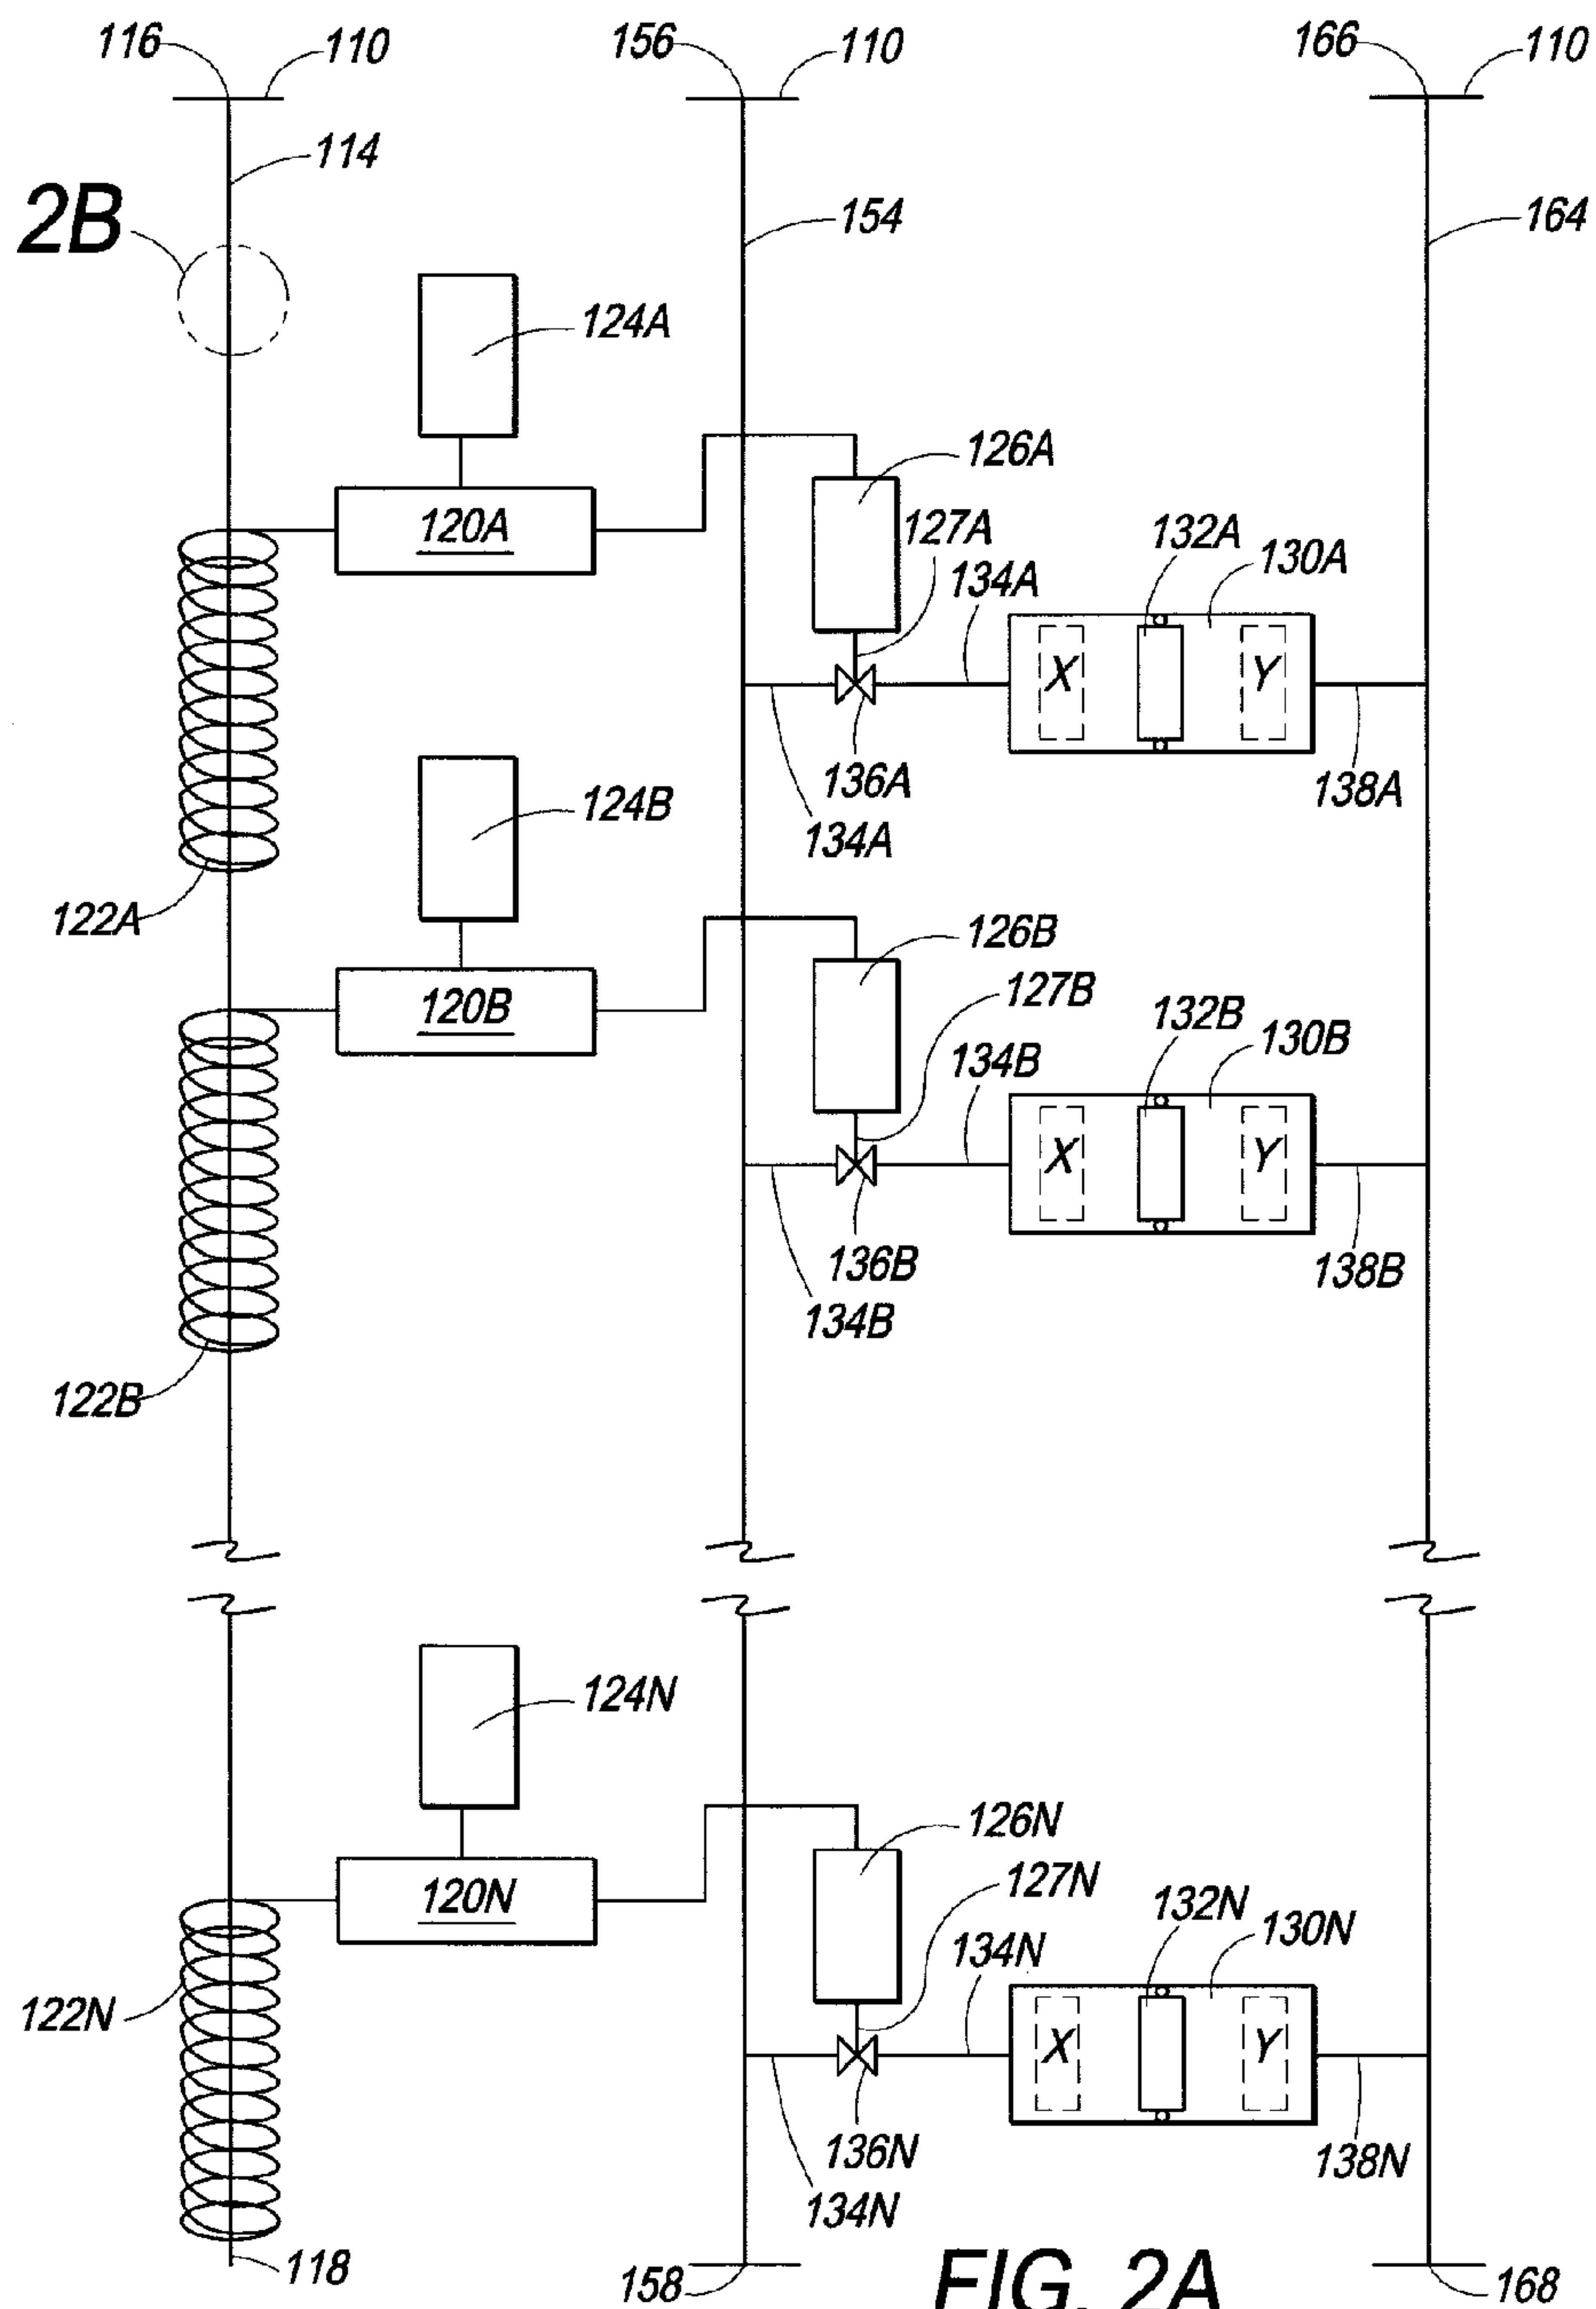 116 110 156 110 166 110
114
2B 154 164
124A
126A
127A
120A 132A
134A 130A
X Y
136A
124B 138A
134A
122A
126B
127B
120B 132B
134B 130B
X Y
136B
138B
134B
122B
124N
126N
127N
120N 132N
134N 130N
122N
X Y
136N
138N
134N
118 158 FIG. 2A 168